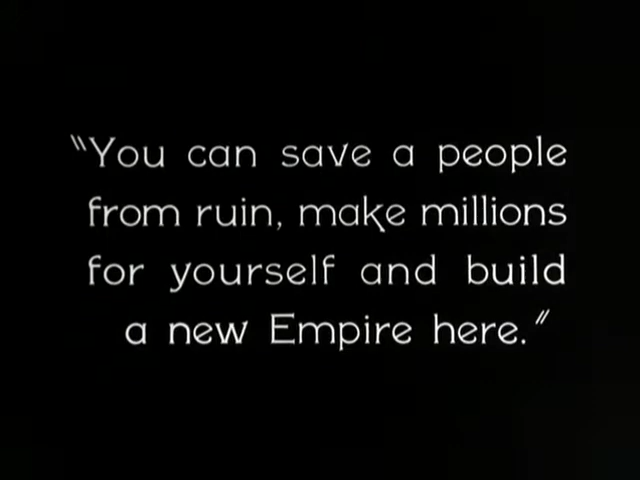 "You can save a people
from ruin, make millions
for yourself and build
a new Empire here."